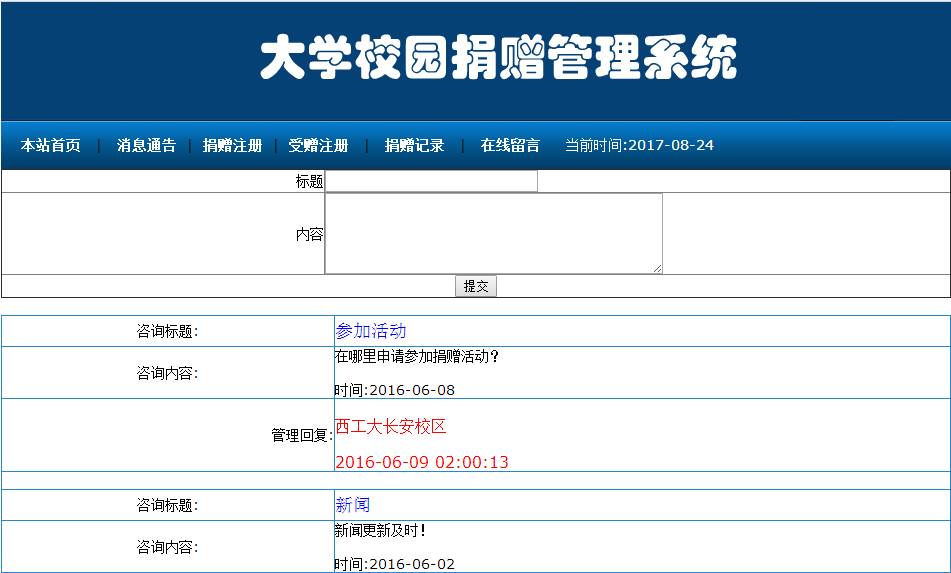 大学校园捐赠管理系统
本站首页 | 消息通告 | 捐赠注册 | 受赠注册 | 捐赠记录 | 在线留言 当前时间:2017-08-24
标题
内容
提交
咨询标题: 参加活动
咨询内容: 在哪里申请参加捐赠活动?
时间:2016-06-08
管理回复: 西工大长安校区
2016-06-09 02:00:13
咨询标题: 新闻
咨询内容: 新闻更新及时!
时间:2016-06-02